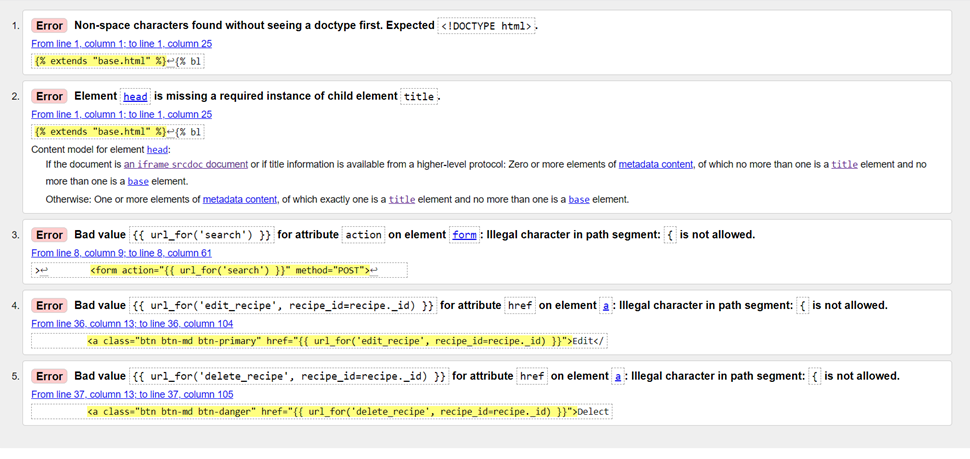 1. Error Non-space characters found without seeing a doctype first. Expected <!DOCTYPE html>.
From line 1, column 1; to line 1, column 25
{% extends "base.html" %}↩{% bl
2. Error Element head is missing a required instance of child element title.
From line 1, column 1; to line 1, column 25
{% extends "base.html" %}↩{% bl
Content model for element head:
If the document is an iframe srcdoc document or if title information is available from a higher-level protocol: Zero or more elements of metadata content, of which no more than one is a title element and no
more than one is a base element.
Otherwise: One or more elements of metadata content, of which exactly one is a title element and no more than one is a base element.
3. Error Bad value {{ url_for('search') }} for attribute action on element form: Illegal character in path segment: { is not allowed.
From line 8, column 9; to line 8, column 61
>↩ <form action="{{ url_for('search') }}" method="POST">↩
4. Error Bad value {{ url_for('edit_recipe', recipe_id=recipe._id) }} for attribute href on element a: Illegal character in path segment: { is not allowed.
From line 36, column 13; to line 36, column 104
<a class="btn btn-md btn-primary" href="{{ url_for('edit_recipe', recipe_id=recipe._id) }}">Edit</
5. Error Bad value {{ url_for('delete_recipe', recipe_id=recipe._id) }} for attribute href on element a: Illegal character in path segment: { is not allowed.
From line 37, column 13; to line 37, column 105
<a class="btn btn-md btn-danger" href="{{ url_for('delete_recipe', recipe_id=recipe._id) }}">Delect